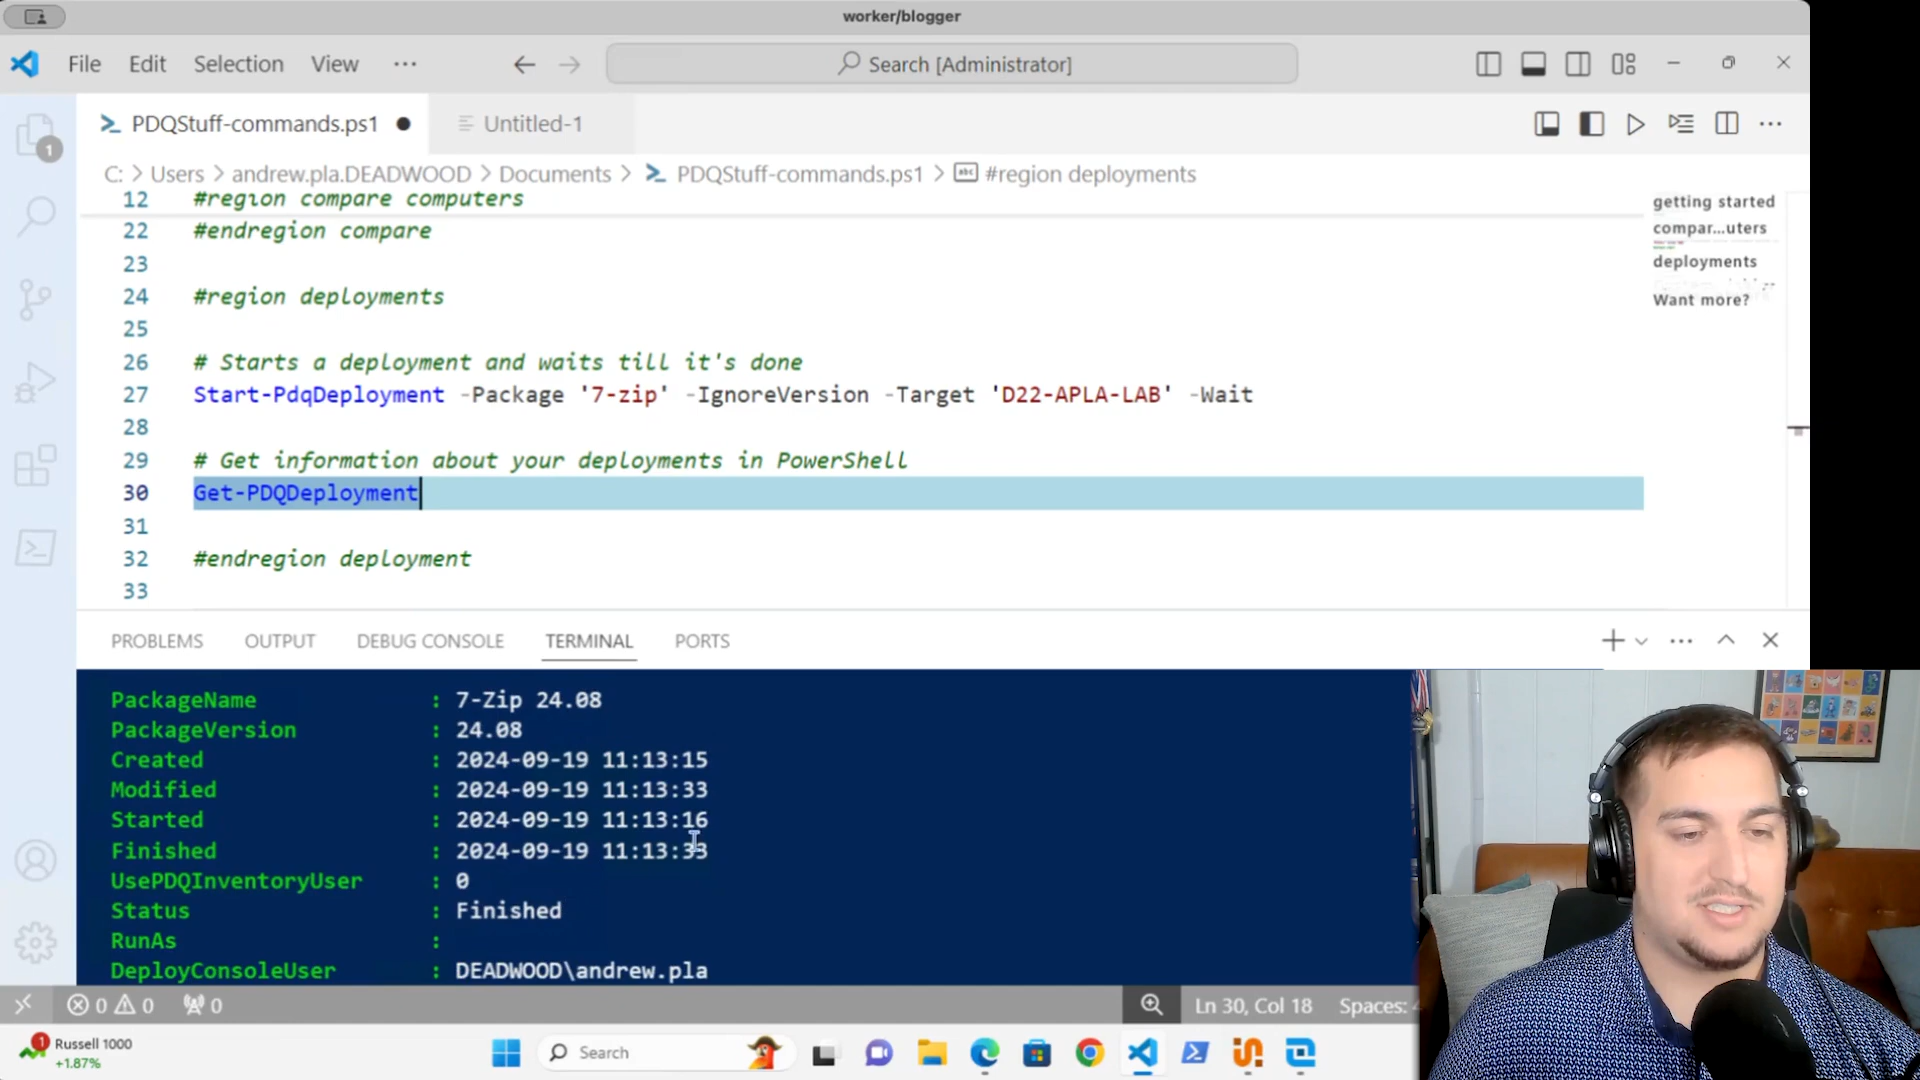 worker/blogger
File Edit Selection View ··· Search [Administrator]
PDQStuff-commands.ps1 Untitled-1
C: > Users > andrew.pla.DEADWOOD > Documents > PDQStuff-commands.ps1 > #region deployments
12 #region compare computers
22 #endregion compare
23
24 #region deployments
25
26 # Starts a deployment and waits till it's done
27 Start-PdqDeployment -Package '7-zip' -IgnoreVersion -Target 'D22-APLA-LAB' -Wait
28
29 # Get information about your deployments in PowerShell
30 Get-PDQDeployment
31
32 #endregion deployment
33
getting started
compar...uters
deployments
Want more?
1
PROBLEMS OUTPUT DEBUG CONSOLE TERMINAL PORTS
PackageName : 7-Zip 24.08
PackageVersion : 24.08
Created : 2024-09-19 11:13:15
Modified : 2024-09-19 11:13:33
Started : 2024-09-19 11:13:16
Finished : 2024-09-19 11:13:33
UsePDQInventoryUser : 0
Status : Finished
RunAs :
DeployConsoleUser : DEADWOOD\andrew.pla
0 0 0 Ln 30, Col 18 Spaces:
1 Russell 1000
+1.87%
Search